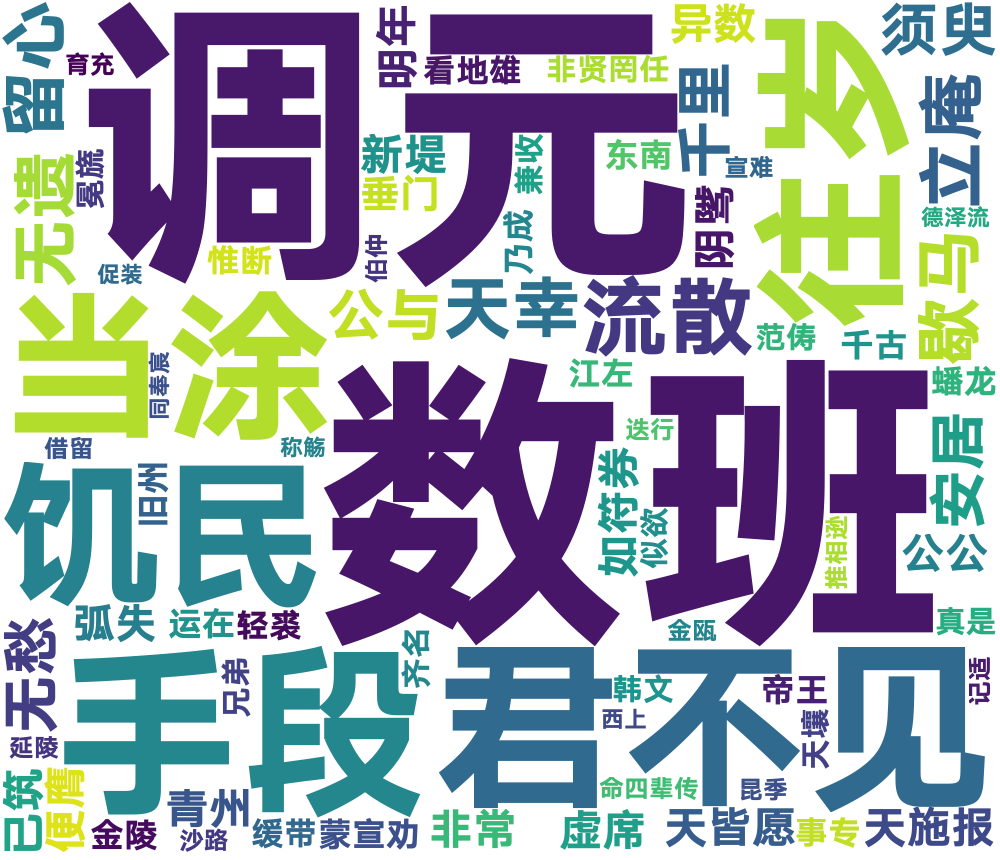 留心
育充
调元
明年
看地雄
异数
非贤罔任
须臾
千里
往岁
立庵
无遗
冕旒
新堤
兼收
东南
宣难
垂门
阴骘
德泽流
惟断
伯仲
乃成
促装
歇马
当涂
公与
天幸
流散
范俦
千古
同奉宸
江左
蟠龙
借留
称觞
数班
迭行
安居
饥民
旧州
如符券
似欲
推相逊
公公
弧失
运在
轻裘
金瓯
真是
无愁
手段
兄弟
齐名
君不见
韩文
西上
帝王
天壤
记适
延陵
已筑
便膺
金陵
青州
沙路
缓带
蒙宣劝
非常
虚席
命四辈传
昆季
天皆愿
事专
天施报